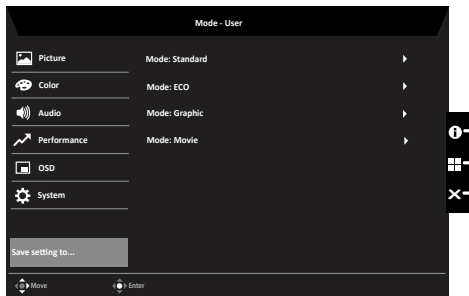 Mode - User
Picture
Mode: Standard
Color
Mode: ECO
Audio
Mode: Graphic
Performance
Mode: Movie
OSD
System
Save setting to...
Move
Enter